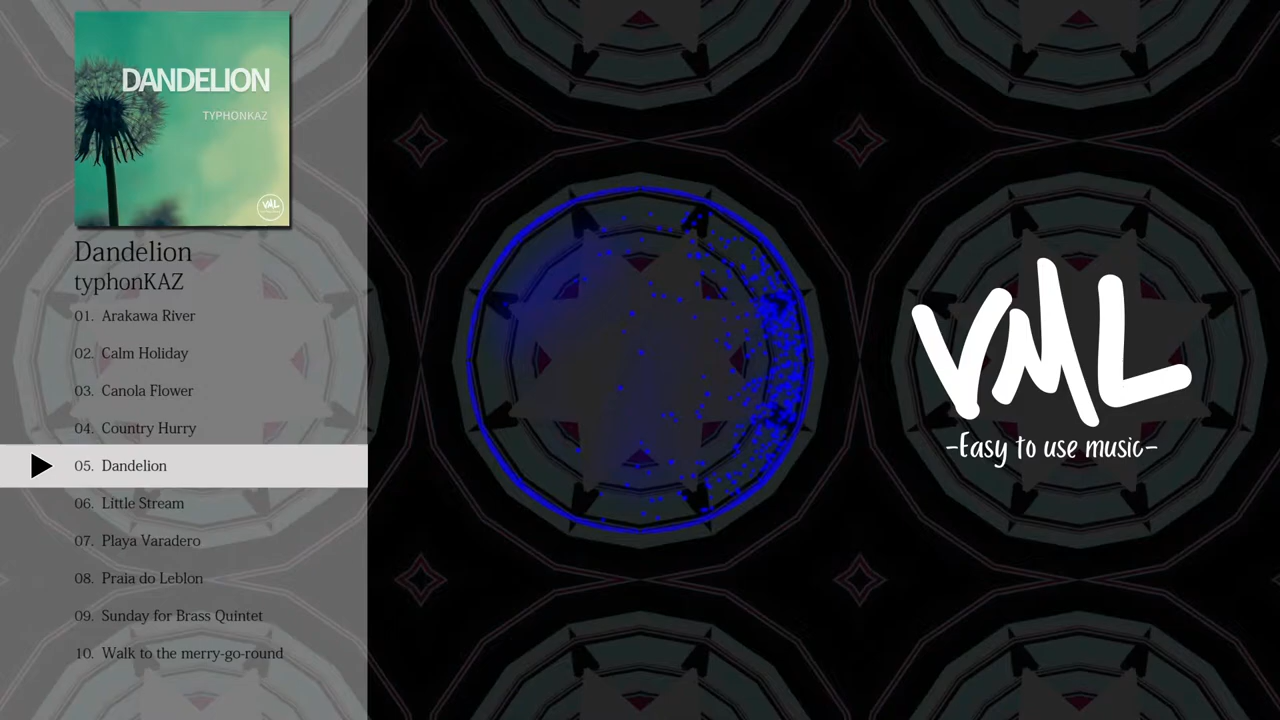 DANDELION
TYPHONKAZ
VML
Dandelion
typhonKAZ
01. Arakawa River
02. Calm Holiday
03. Canola Flower
04. Country Hurry
05. Dandelion
06. Little Stream
07. Playa Varadero
08. Praia do Leblon
09. Sunday for Brass Quintet
10. Walk to the merry-go-round
VML
-Easy to use music-